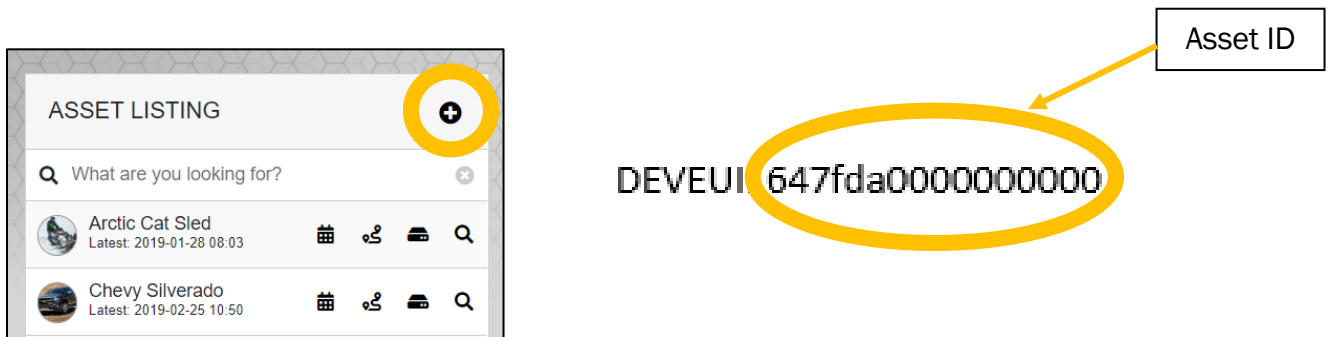 Asset ID
ASSET LISTING
What are you looking for?
Arctic Cat Sled
Latest: 2019-01-28 08:03
Chevy Silverado
Latest: 2019-02-25 10:50
DEVEUI: 647fda0000000000